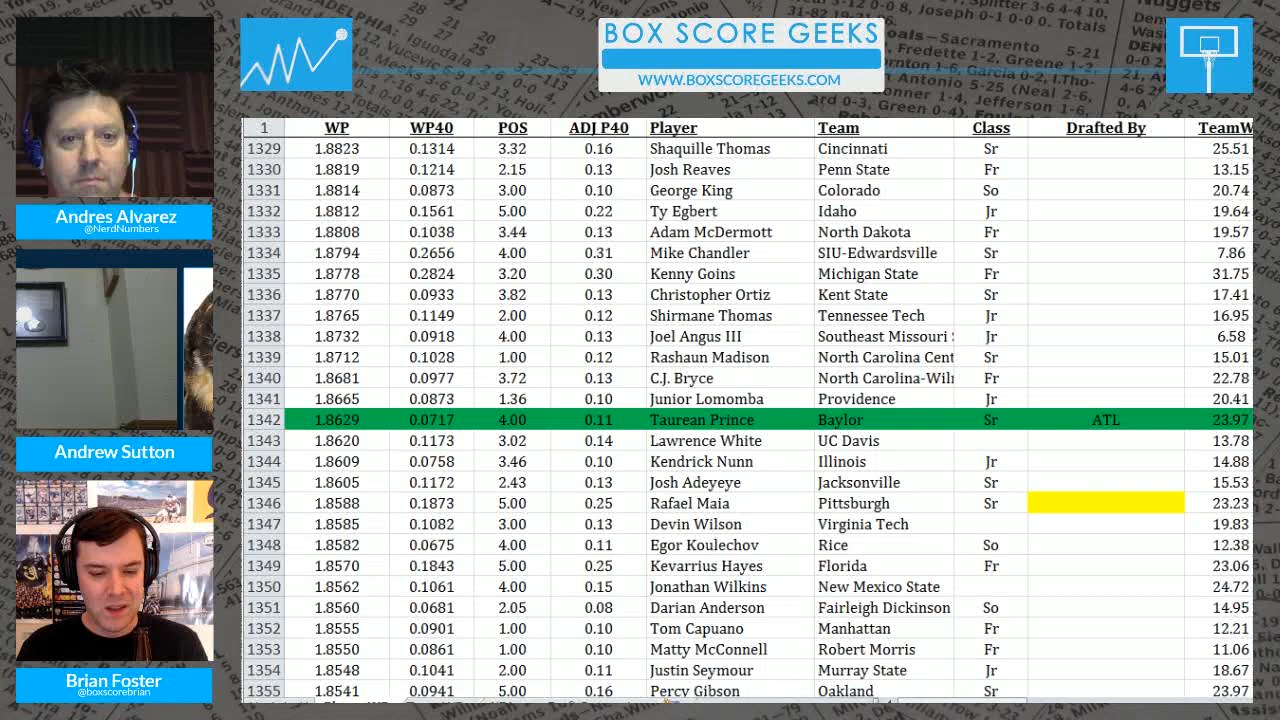 BOX SCORE GEEKS
WWW.BOXSCOREGEEKS.COM
Andres Alvarez
@NerdNumbers
Andrew Sutton
Brian Foster
@boxscorebrian
1 WP WP40 POS ADJ P40 Player Team Class Drafted By TeamW
1329 1.8823 0.1314 3.32 0.16 Shaquille Thomas Cincinnati Sr 25.51
1330 1.8819 0.1214 2.15 0.13 Josh Reaves Penn State Fr 13.15
1331 1.8814 0.0873 3.00 0.10 George King Colorado So 20.74
1332 1.8812 0.1561 5.00 0.22 Ty Egbert Idaho Jr 19.64
1333 1.8808 0.1038 3.44 0.13 Adam McDermott North Dakota Fr 19.57
1334 1.8794 0.2656 4.00 0.31 Mike Chandler SIU-Edwardsville Sr 7.86
1335 1.8778 0.2824 3.20 0.30 Kenny Goins Michigan State Fr 31.75
1336 1.8770 0.0933 3.82 0.13 Christopher Ortiz Kent State Sr 17.41
1337 1.8765 0.1149 2.00 0.12 Shirmane Thomas Tennessee Tech Jr 16.95
1338 1.8732 0.0918 4.00 0.13 Joel Angus III Southeast Missouri Jr 6.58
1339 1.8712 0.1028 1.00 0.12 Rashaun Madison North Carolina Cent Sr 15.01
1340 1.8681 0.0977 3.72 0.13 C.J. Bryce North Carolina-Wil Fr 22.78
1341 1.8665 0.0873 1.36 0.10 Junior Lomomba Providence Jr 20.41
1342 1.8629 0.0717 4.00 0.11 Taurean Prince Baylor Sr ATL 23.97
1343 1.8620 0.1173 3.02 0.14 Lawrence White UC Davis 13.78
1344 1.8609 0.0758 3.46 0.10 Kendrick Nunn Illinois Jr 14.88
1345 1.8605 0.1172 2.43 0.13 Josh Adeyeye Jacksonville Sr 15.53
1346 1.8588 0.1873 5.00 0.25 Rafael Maia Pittsburgh Sr 23.23
1347 1.8585 0.1082 3.00 0.13 Devin Wilson Virginia Tech 19.83
1348 1.8582 0.0675 4.00 0.11 Egor Koulechov Rice So 12.38
1349 1.8570 0.1843 5.00 0.25 Kevarrius Hayes Florida Fr 23.06
1350 1.8562 0.1061 4.00 0.15 Jonathan Wilkins New Mexico State 24.72
1351 1.8560 0.0681 2.05 0.08 Darian Anderson Fairleigh Dickinson So 14.95
1352 1.8555 0.0901 1.00 0.10 Tom Capuano Manhattan Fr 12.21
1353 1.8550 0.0861 1.00 0.10 Matty McConnell Robert Morris Fr 11.06
1354 1.8548 0.1041 2.00 0.11 Justin Seymour Murray State Jr 18.67
1355 1.8541 0.0941 5.00 0.16 Percy Gibson Oakland Sr 23.97